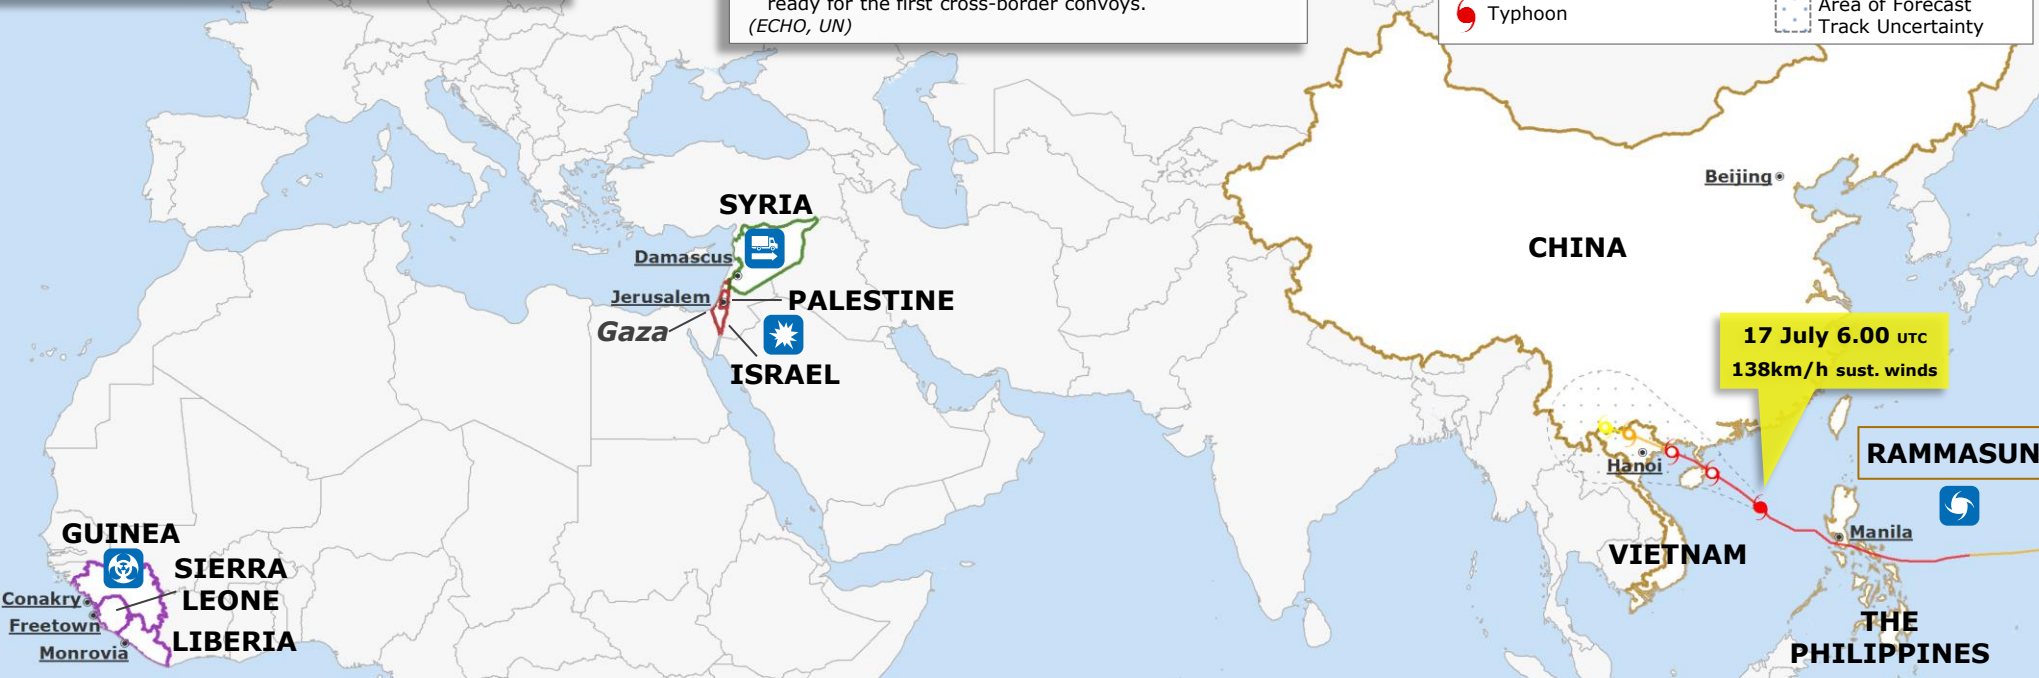 ready for the first cross-border convoys.
(ECHO, UN)
Typhoon
Area of Forecast
Track Uncertainty
Beijing
SYRIA
CHINA
Damascus
Jerusalem
PALESTINE
Gaza
ISRAEL
17 July 6.00 UTC
138km/h sust. winds
RAMMASUN
Hanoi
Manila
VIETNAM
GUINEA
SIERRA
LEONE
Conakry
Freetown
LIBERIA
Monrovia
THE
PHILIPPINES